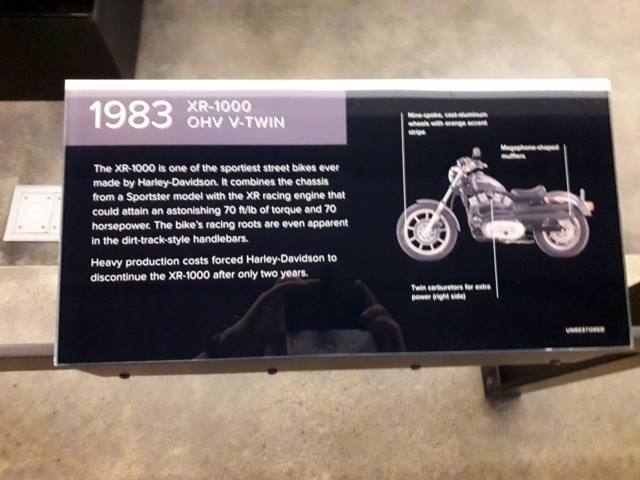 1983
XR-1000
OHV V-TWIN
The XR-1000 is one of the sportiest street bikes ever
made by Harley-Davidson. It combines the chassis
from a Sportster model with the XR racing engine that
could attain an astonishing 70 ft/lb of torque and 70
horsepower. The bike's racing roots are even apparent
in the dirt-track-style handlebars.
Heavy production costs forced Harley-Davidson to
discontinue the XR-1000 after only two years.
Nine-spoke, cast-aluminum
wheels with orange accent
stripe
Megaphone-shaped
mufflers
Twin carburetors for extra
power (right side)
UNRESTORED